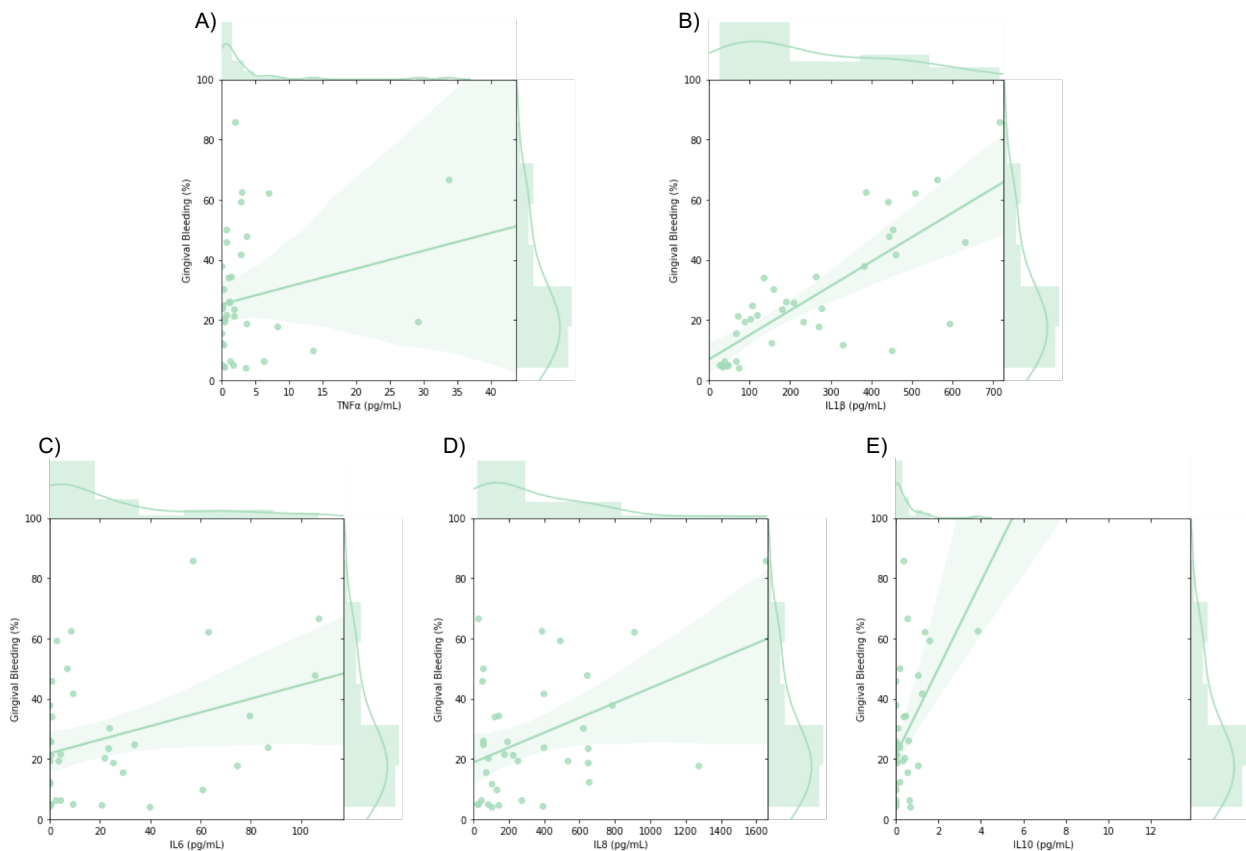 A)
B)
100
80
60
40
20
0
Gingival Bleeding (%)
0 5 10 15 20 25 30 35 40
TNFα (pg/mL)
100
80
60
40
20
0
Gingival Bleeding (%)
0 100 200 300 400 500 600 700
IL1β (pg/mL)
C)
D)
E)
100
80
60
40
20
0
Gingival Bleeding (%)
0 20 40 60 80 100
IL6 (pg/mL)
100
80
60
40
20
0
Gingival Bleeding (%)
0 200 400 600 800 1000 1200 1400 1600
IL8 (pg/mL)
100
80
60
40
20
0
Gingival Bleeding (%)
0 2 4 6 8 10 12
IL10 (pg/mL)